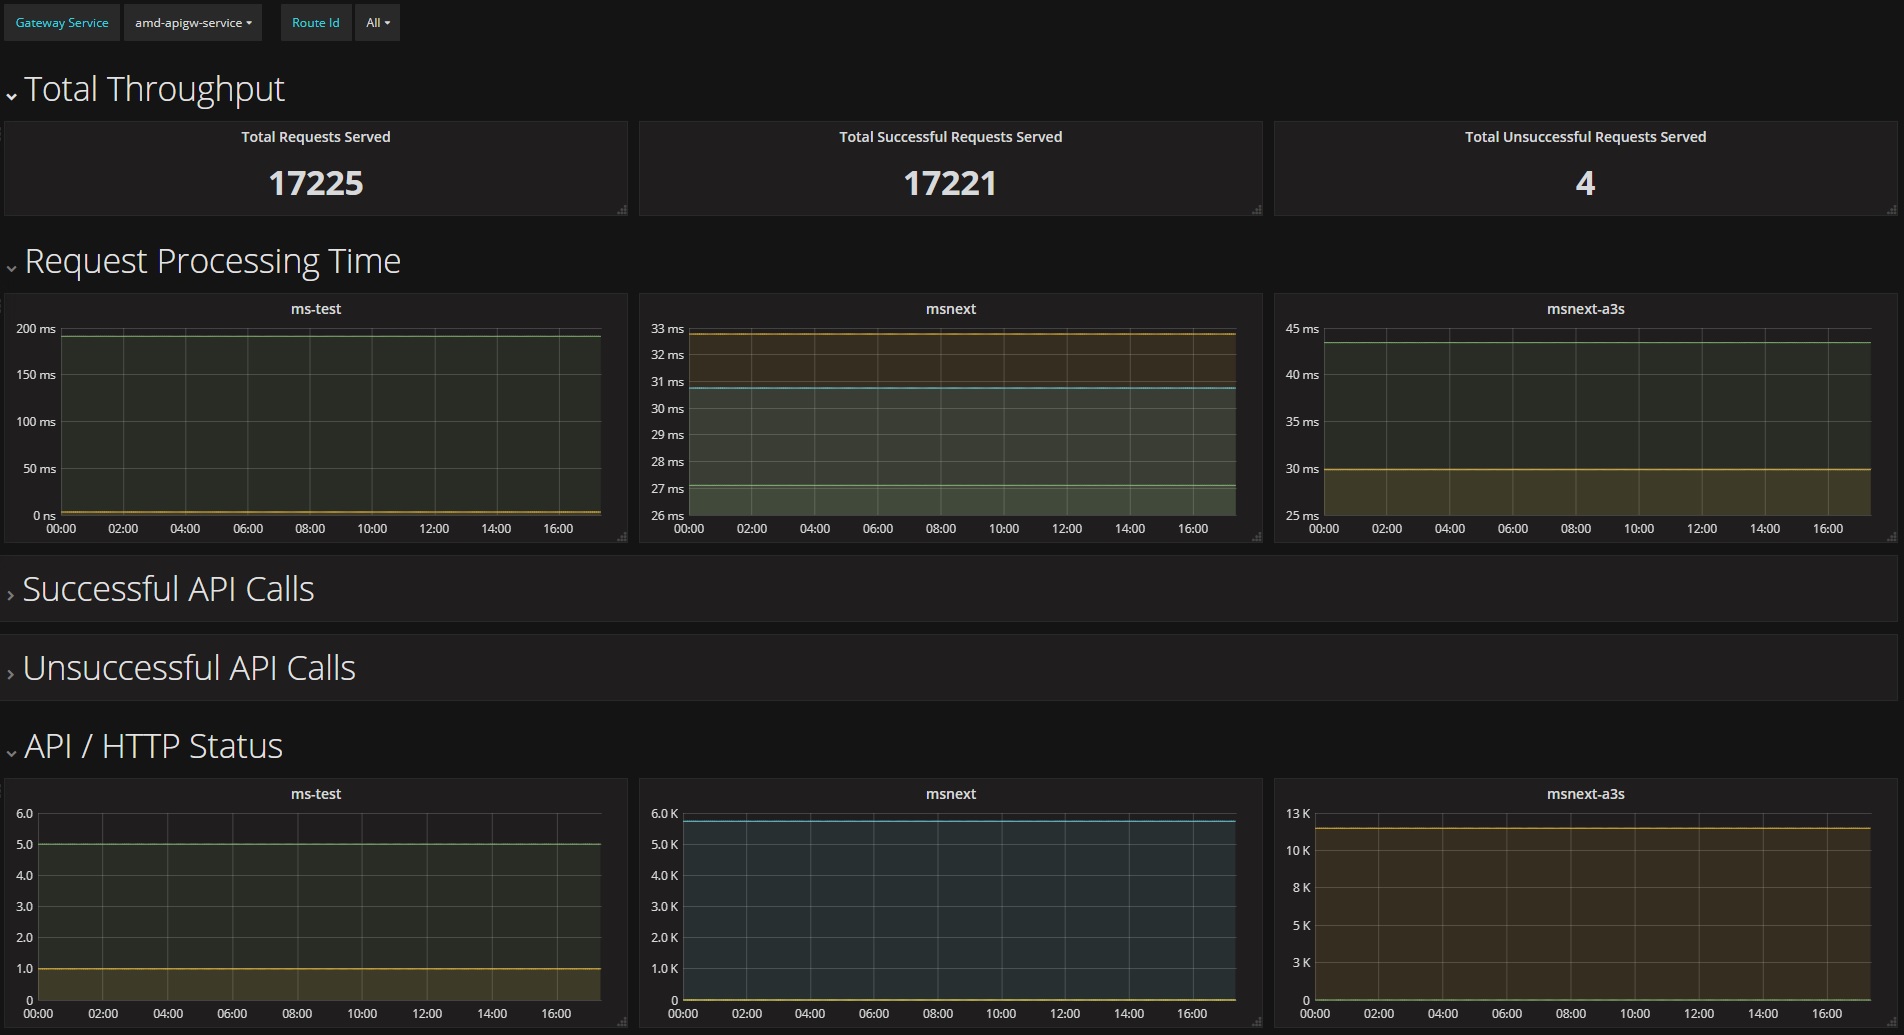 Gateway Service amd-apigw-service Route Id All
Total Throughput
Total Requests Served
17225
Total Successful Requests Served
17221
Total Unsuccessful Requests Served
4
Request Processing Time
ms-test
200 ms
150 ms
100 ms
50 ms
0 ns
00:00 02:00 04:00 06:00 08:00 10:00 12:00 14:00 16:00
msnext
33 ms
32 ms
31 ms
30 ms
29 ms
28 ms
27 ms
26 ms
00:00 02:00 04:00 06:00 08:00 10:00 12:00 14:00 16:00
msnext-a3s
45 ms
40 ms
35 ms
30 ms
25 ms
00:00 02:00 04:00 06:00 08:00 10:00 12:00 14:00 16:00
Successful API Calls
Unsuccessful API Calls
API / HTTP Status
ms-test
6.0
5.0
4.0
3.0
2.0
1.0
0
00:00 02:00 04:00 06:00 08:00 10:00 12:00 14:00 16:00
msnext
6.0 K
5.0 K
4.0 K
3.0 K
2.0 K
1.0 K
0
00:00 02:00 04:00 06:00 08:00 10:00 12:00 14:00 16:00
msnext-a3s
13 K
10 K
8 K
5 K
3 K
0
00:00 02:00 04:00 06:00 08:00 10:00 12:00 14:00 16:00